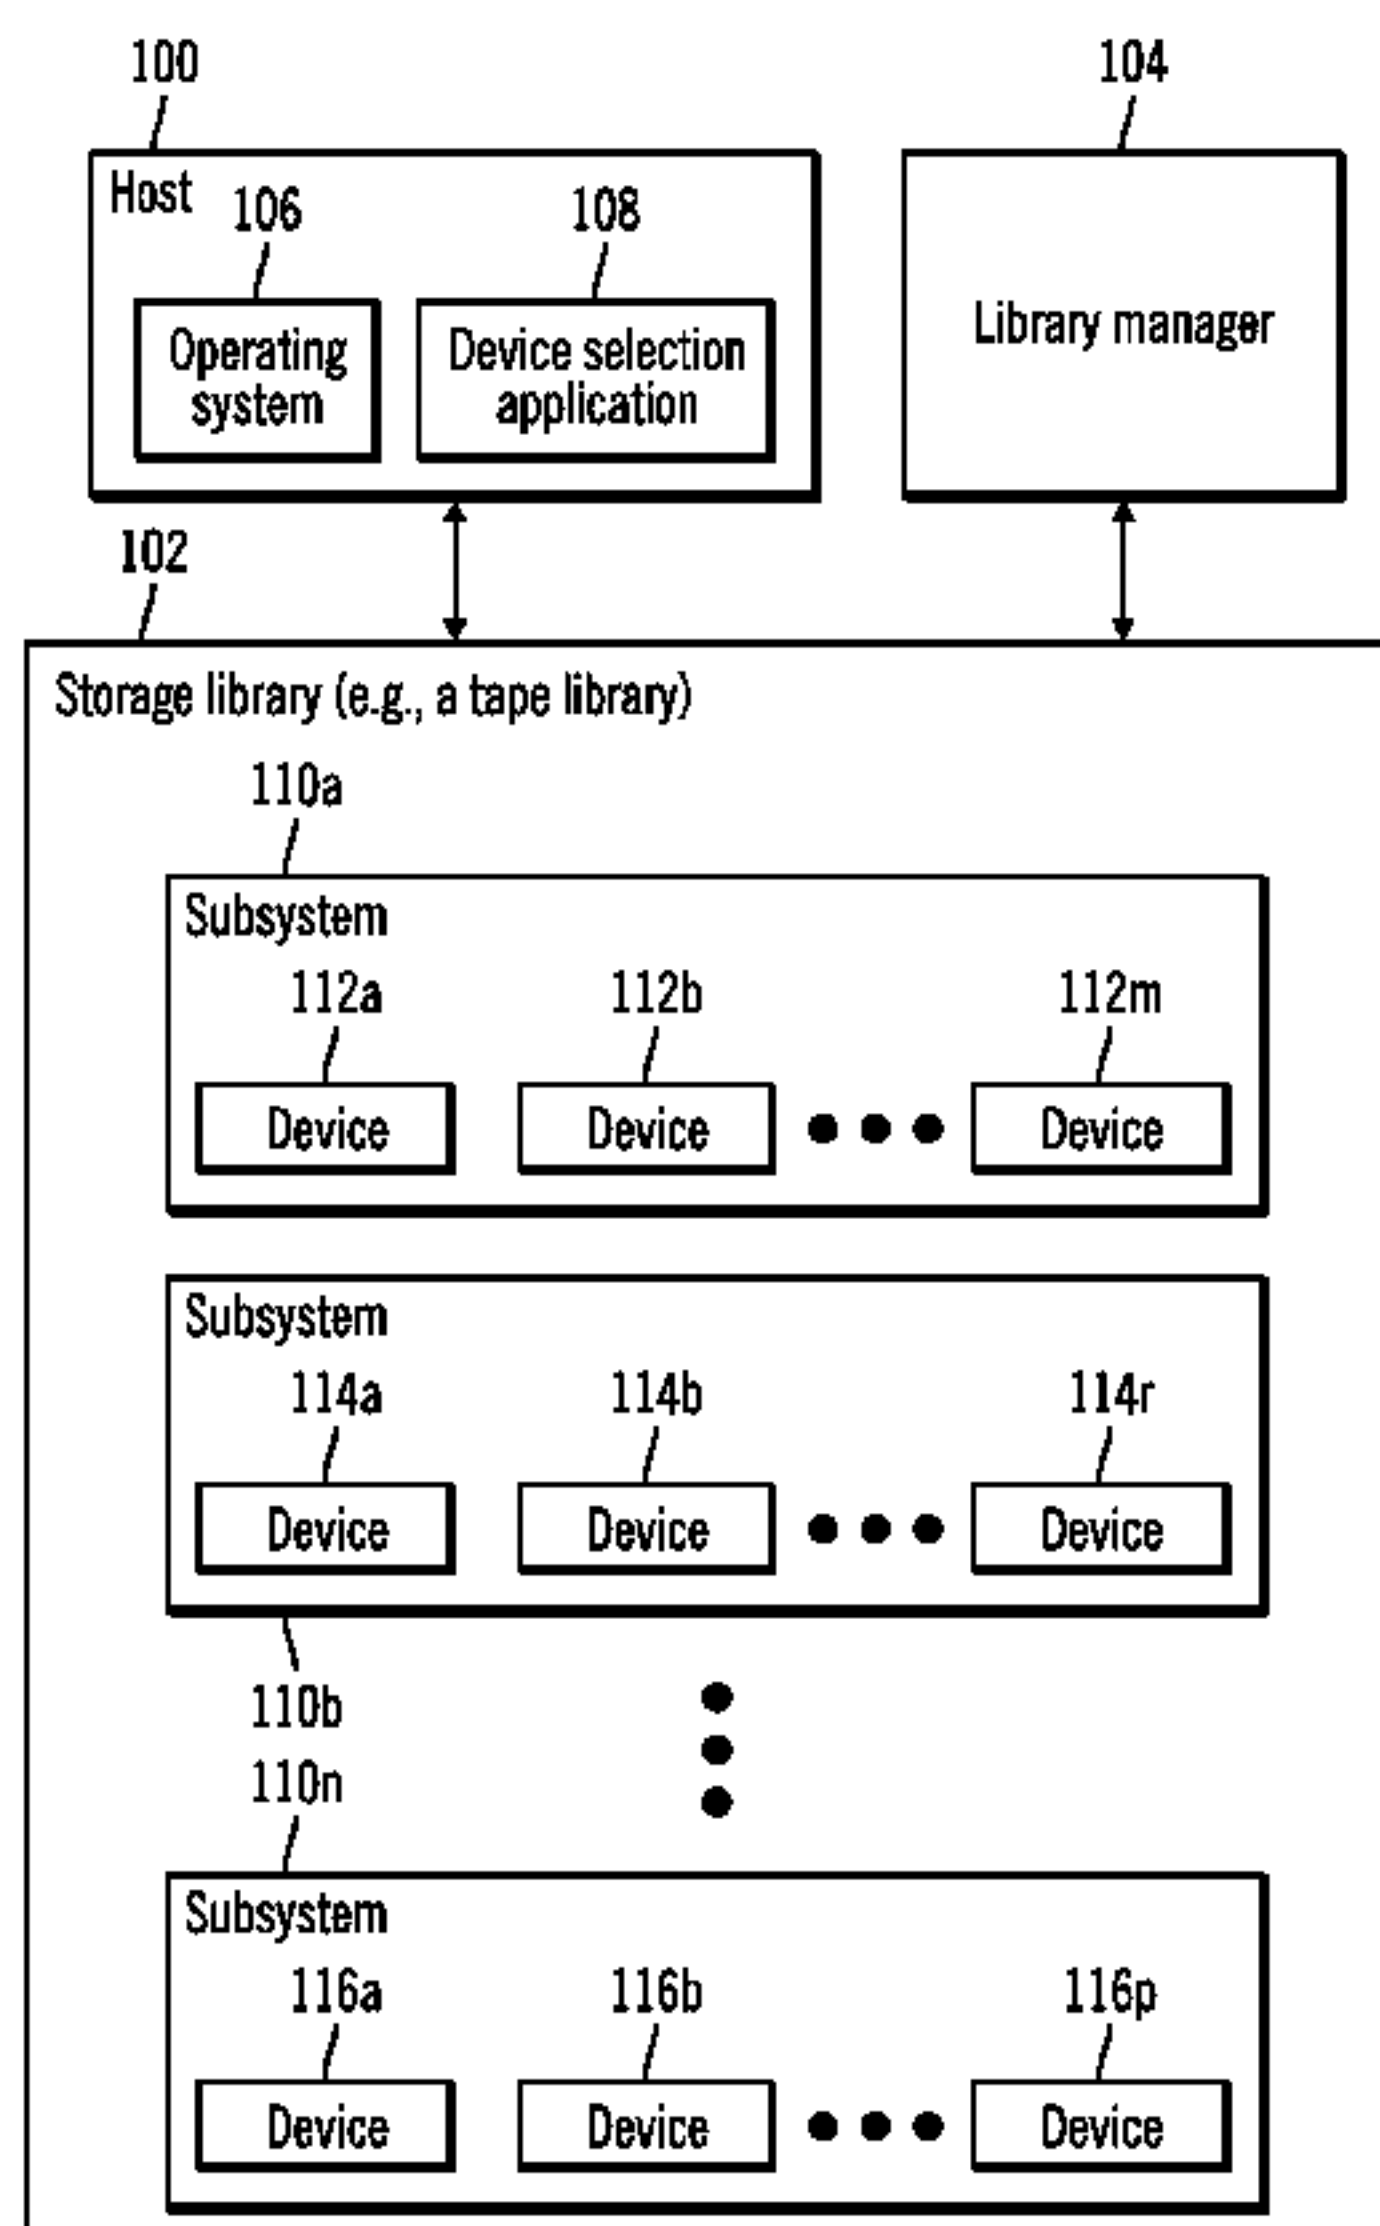 100
104
Host
106
108
Operating
system
Device selection
application
Library manager
102
Storage library (e.g., a tape library)
110a
Subsystem
112a
112b
112m
Device
Device
Device
Subsystem
114a
114b
114r
Device
Device
Device
110b
110n
Subsystem
116a
116b
116p
Device
Device
Device